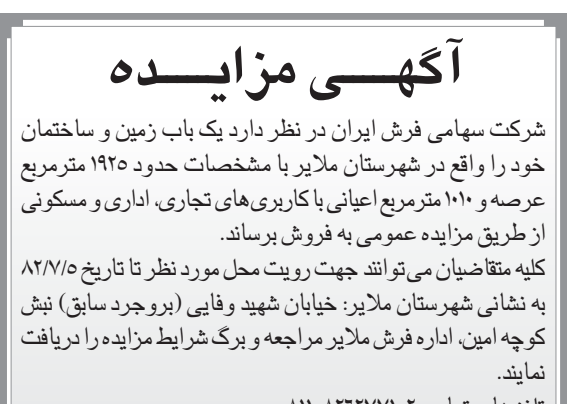 آگهی مزایده
شرکت سهامی فرش ایران در نظر دارد یک باب زمین و ساختمان
خود را واقع در شهرستان ملایر با مشخصات حدود ۱۹۲۵ مترمربع
عرصه و ۱۰۱۰ مترمربع اعیانی با کاربری‌های تجاری، اداری و مسکونی
از طریق مزایده عمومی به فروش برساند.
کلیه متقاضیان می‌توانند جهت رویت محل مورد نظر تا تاریخ ۸۲/۷/۵
به نشانی شهرستان ملایر: خیابان شهید وفایی (بروجرد سابق) نبش
کوچه امین، اداره فرش ملایر مراجعه و برگ شرایط مزایده را دریافت
نمایند.